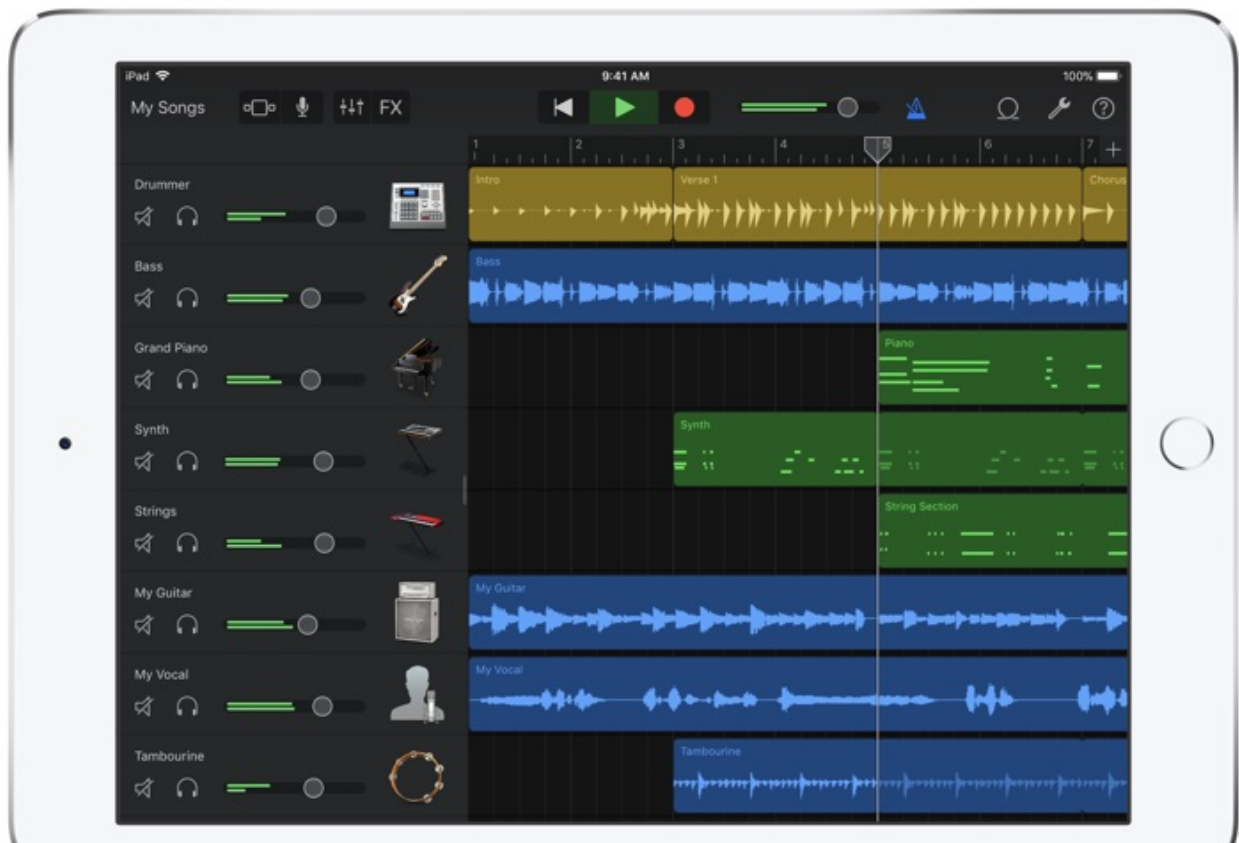 iPad 9:41 AM 100%
My Songs FX
1 2 3 4 5 6 7 +
Drummer
Intro Verse 1 Chorus
Bass
Bass
Grand Piano
Piano
Synth
Synth
Strings
String Section
My Guitar
My Guitar
My Vocal
My Vocal
Tambourine
Tambourine